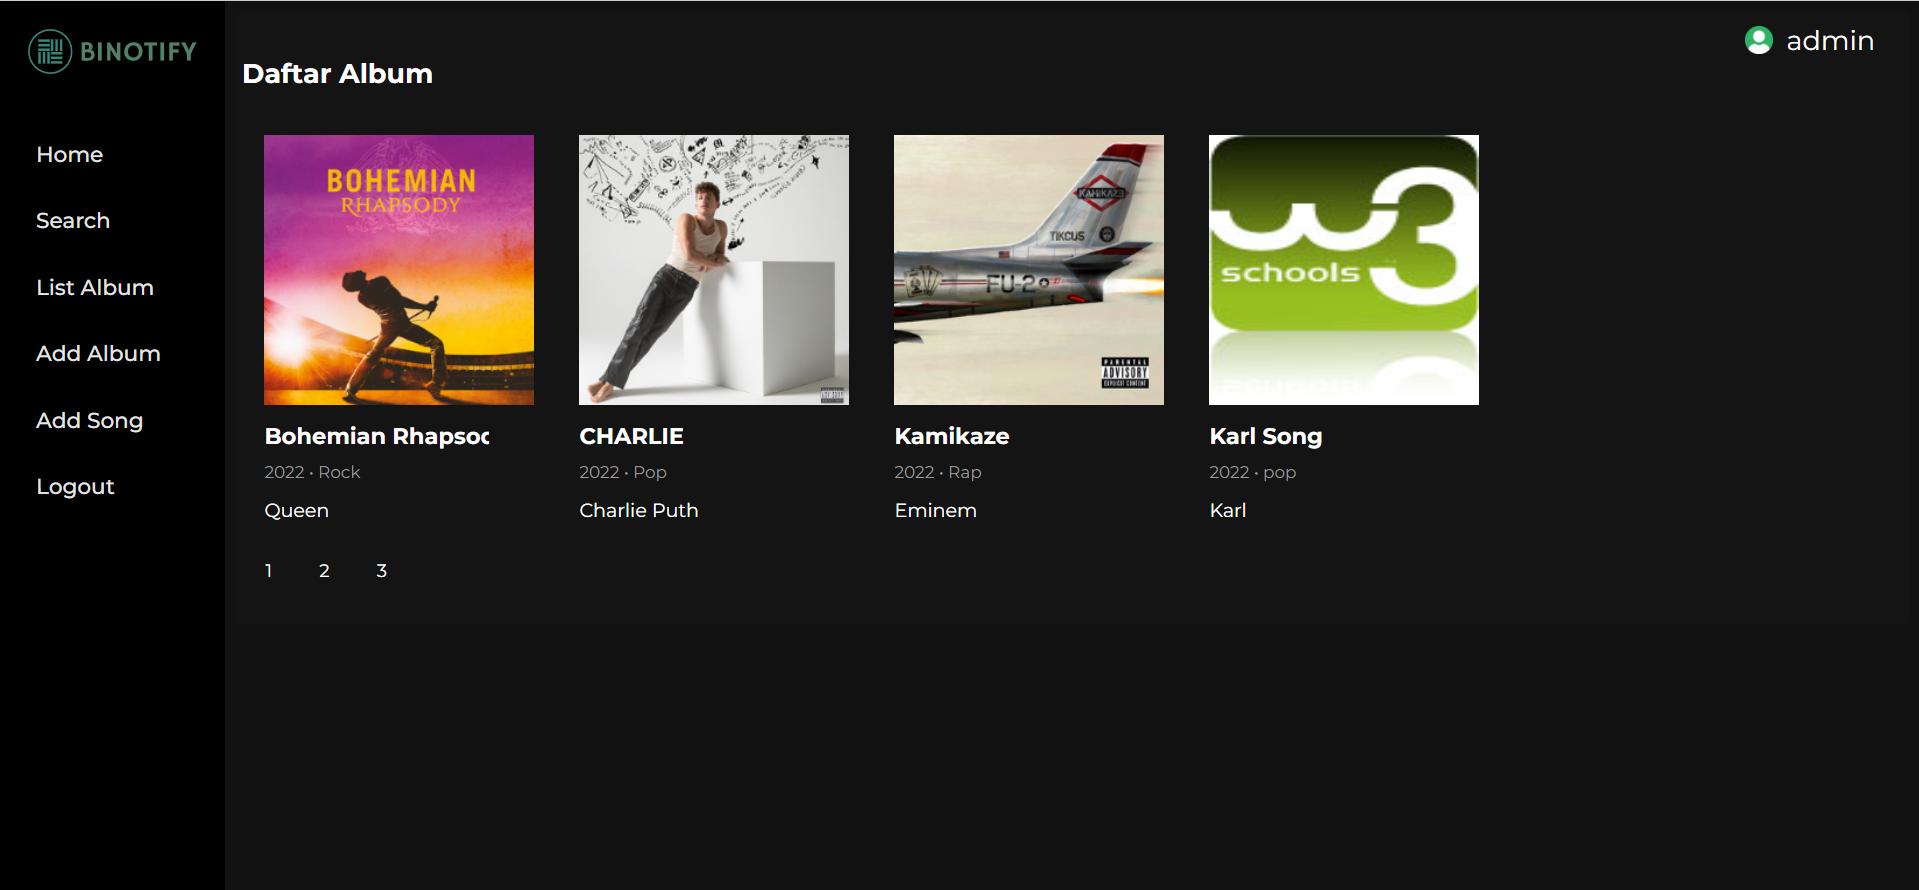 BINOTIFY
admin
Daftar Album
Home
Search
List Album
Add Album
Add Song
Logout
BOHEMIAN
RHAPSODY
KAMIKAZE
TIKCUS
FU-2
PARENTAL
ADVISORY
EXPLICIT CONTENT
w3
schools
Bohemian Rhapsoc
2022 • Rock
Queen
CHARLIE
2022 • Pop
Charlie Puth
Kamikaze
2022 • Rap
Eminem
Karl Song
2022 • pop
Karl
1 2 3